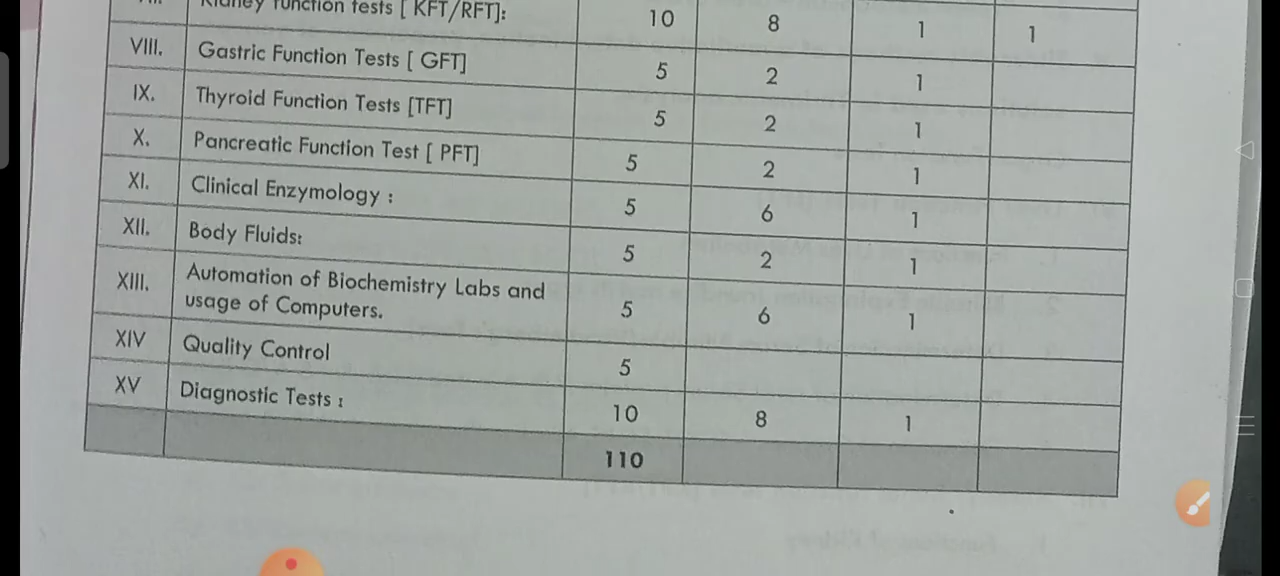 Kidney function tests [ KFT/RFT]: 10 8 1 1
VIII. Gastric Function Tests [ GFT] 5 2 1
IX. Thyroid Function Tests [TFT] 5 2 1
X. Pancreatic Function Test [ PFT] 5 2 1
XI. Clinical Enzymology : 5 6 1
XII. Body Fluids: 5 2 1
XIII. Automation of Biochemistry Labs and
usage of Computers. 5 6 1
XIV Quality Control 5
XV Diagnostic Tests : 10 8 1
110